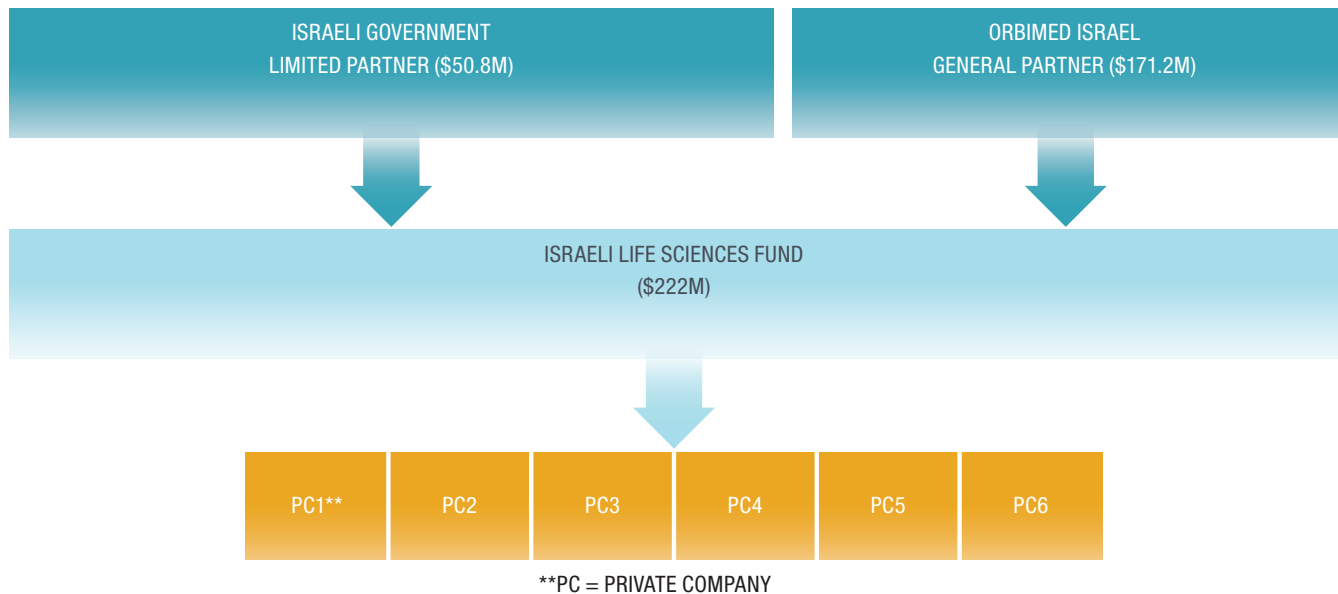 ISRAELI GOVERNMENT
LIMITED PARTNER ($50.8M)
ORBIMED ISRAEL
GENERAL PARTNER ($171.2M)
ISRAELI LIFE SCIENCES FUND
($222M)
PC1**
PC2
PC3
PC4
PC5
PC6
**PC = PRIVATE COMPANY